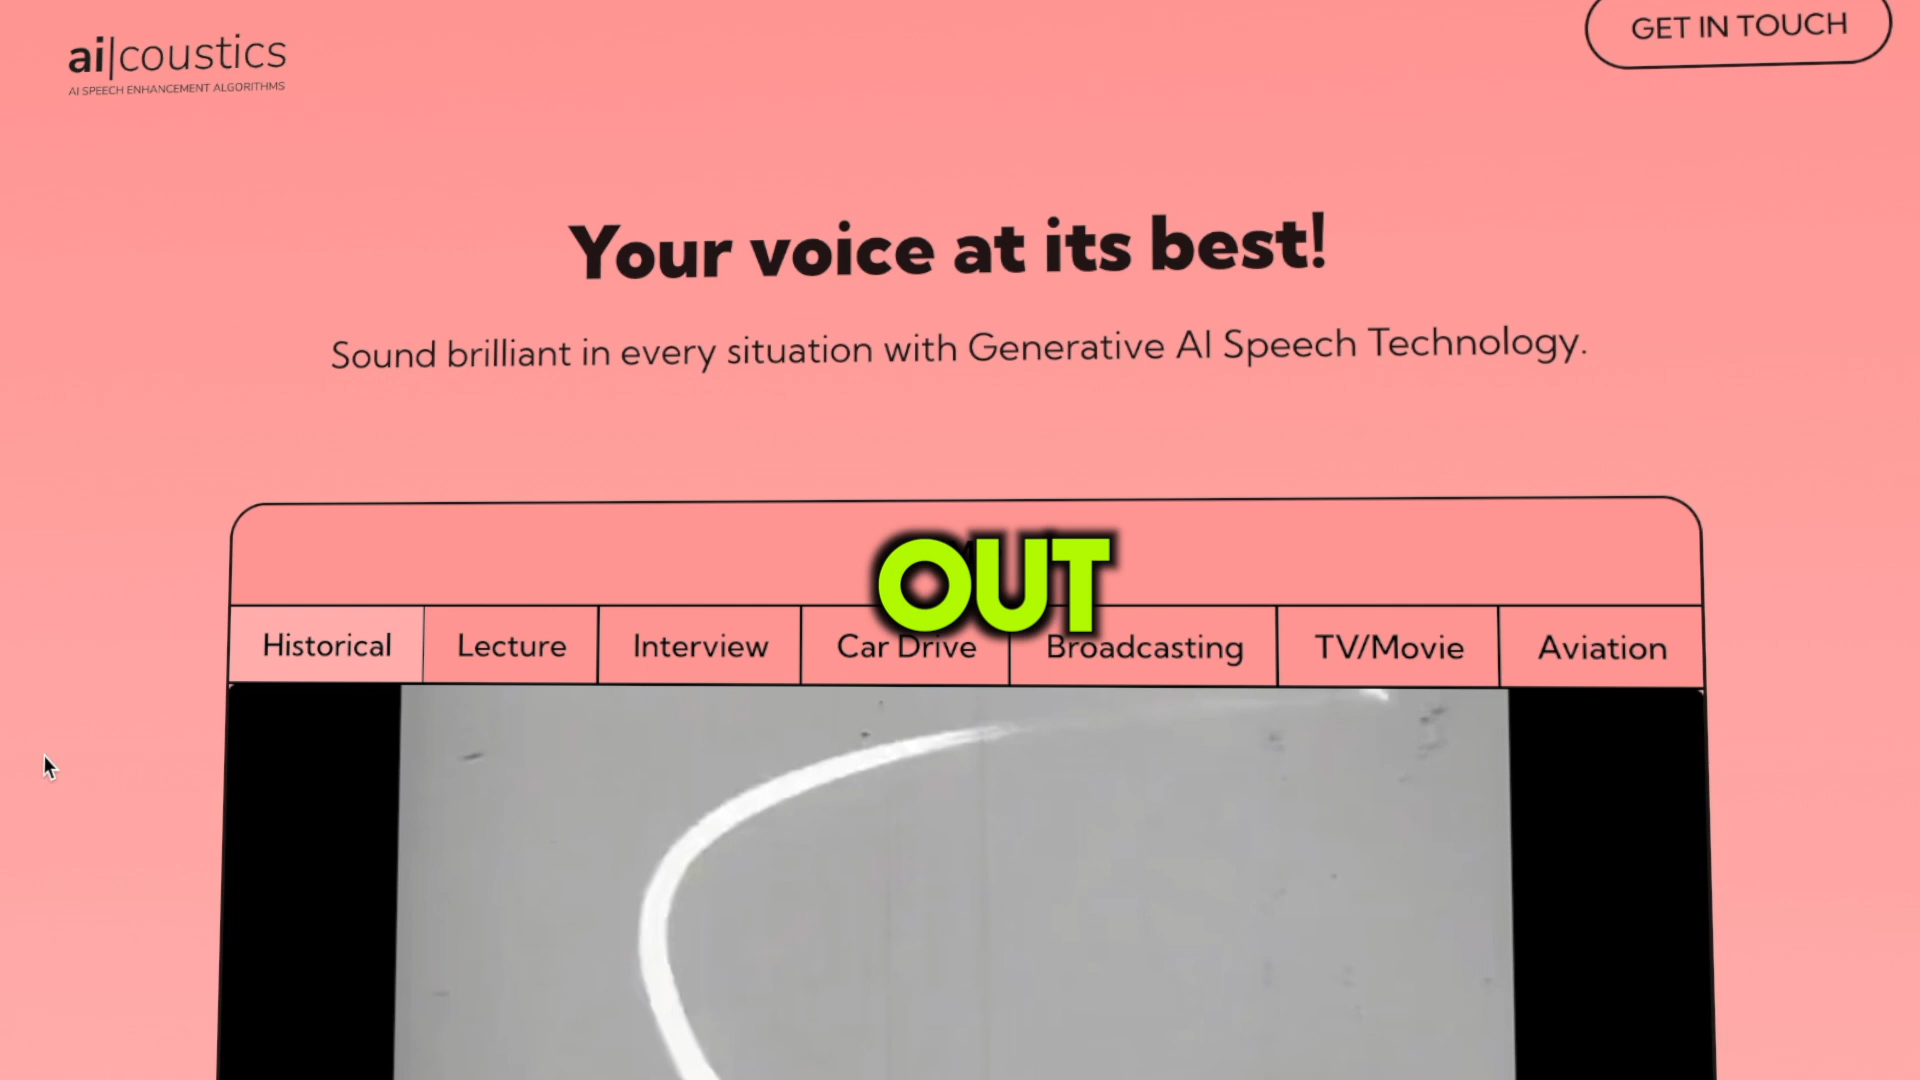 ai|coustics
AI SPEECH ENHANCEMENT ALGORITHMS
GET IN TOUCH
Your voice at its best!
Sound brilliant in every situation with Generative AI Speech Technology.
OUT
Historical
Lecture
Interview
Car Drive
Broadcasting
TV/Movie
Aviation